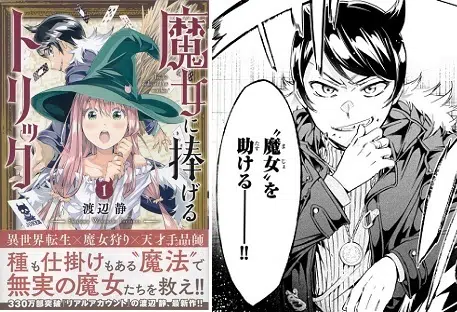 魔女に捧げる
トリック
1
渡辺 静
異世界転生×魔女狩り×天才手品師
種も仕掛けもある“魔法”で
無実の魔女たちを救え!!
330万部突破『リアルアカウント』の渡辺 静、最新作!!
“魔女”を
助ける——!!